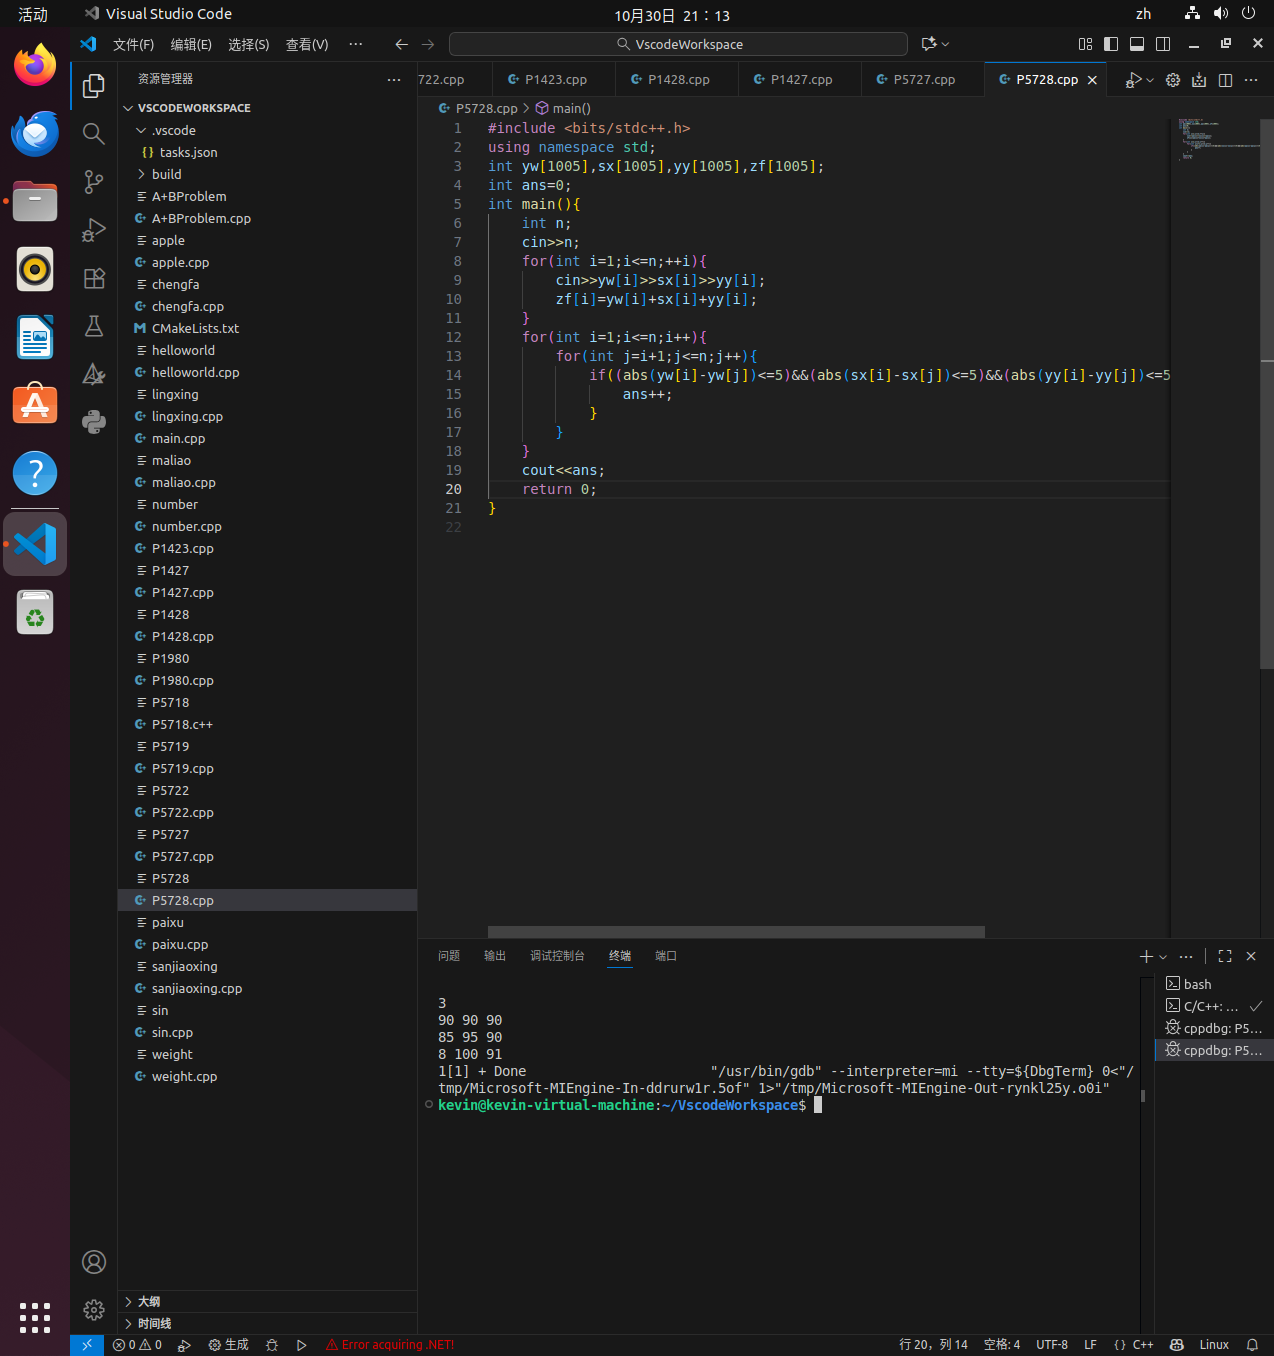 活动
Visual Studio Code
10月30日 21：13
zh
文件(F) 编辑(E) 选择(S) 查看(V) ···
VscodeWorkspace
资源管理器
722.cpp P1423.cpp P1428.cpp P1427.cpp P5727.cpp P5728.cpp
P5728.cpp > main()
VSCODEWORKSPACE
.vscode
tasks.json
build
A+BProblem
A+BProblem.cpp
apple
apple.cpp
chengfa
chengfa.cpp
CMakeLists.txt
helloworld
helloworld.cpp
lingxing
lingxing.cpp
main.cpp
maliao
maliao.cpp
number
number.cpp
P1423.cpp
P1427
P1427.cpp
P1428
P1428.cpp
P1980
P1980.cpp
P5718
P5718.c++
P5719
P5719.cpp
P5722
P5722.cpp
P5727
P5727.cpp
P5728
P5728.cpp
paixu
paixu.cpp
sanjiaoxing
sanjiaoxing.cpp
sin
sin.cpp
weight
weight.cpp
大纲
时间线
1 #include <bits/stdc++.h>
2 using namespace std;
3 int yw[1005],sx[1005],yy[1005],zf[1005];
4 int ans=0;
5 int main(){
6 int n;
7 cin>>n;
8 for(int i=1;i<=n;++i){
9 cin>>yw[i]>>sx[i]>>yy[i];
10 zf[i]=yw[i]+sx[i]+yy[i];
11 }
12 for(int i=1;i<=n;i++){
13 for(int j=i+1;j<=n;j++){
14 if((abs(yw[i]-yw[j])<=5)&&(abs(sx[i]-sx[j])<=5)&&(abs(yy[i]-yy[j])<=5
15 ans++;
16 }
17 }
18 }
19 cout<<ans;
20 return 0;
21 }
22
问题 输出 调试控制台 终端 端口
3
90 90 90
85 95 90
8 100 91
1[1] + Done "/usr/bin/gdb" --interpreter=mi --tty=${DbgTerm} 0<"/
tmp/Microsoft-MIEngine-In-ddrurw1r.5of" 1>"/tmp/Microsoft-MIEngine-Out-rynkl25y.o0i"
kevin@kevin-virtual-machine:~/VscodeWorkspace$
bash
C/C++: ...
cppdbg: P5...
cppdbg: P5...
0 0 生成 Error acquiring .NET! 行 20，列 14 空格: 4 UTF-8 LF {} C++ Linux